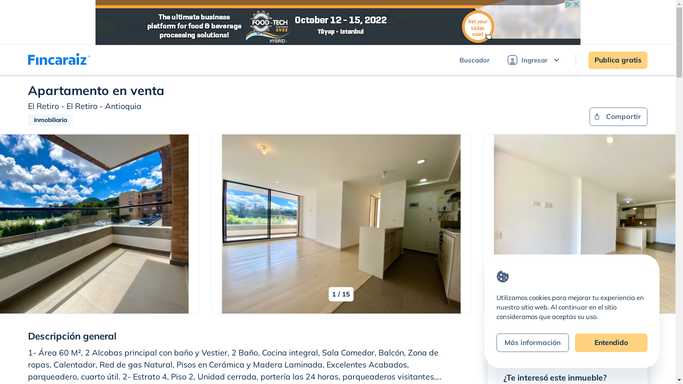 The ultimate business
platform for food & beverage
processing solutions!
FOOD-TECH
HYBRID
October 12 - 15, 2022
Tüyap - Istanbul
Get your
ticket
now!
Fincaraiz
Buscador
Ingresar
Publica gratis
Apartamento en venta
El Retiro - El Retiro - Antioquia
Inmobiliaria
Compartir
1 / 15
Utilizamos cookies para mejorar tu experiencia en
nuestro sitio web. Al continuar en el sitio
consideramos que aceptas su uso.
Más información
Entendido
Descripción general
1- Área 60 M², 2 Alcobas principal con baño y Vestier, 2 Baño, Cocina integral, Sala Comedor, Balcón, Zona de
ropas, Calentador, Red de gas Natural, Pisos en Cerámica y Madera Laminada, Excelentes Acabados,
parqueadero, cuarto útil. 2- Estrato 4, Piso 2, Unidad cerrada, portería las 24 horas, parqueaderos visitantes,...
¿Te interesó este inmueble?